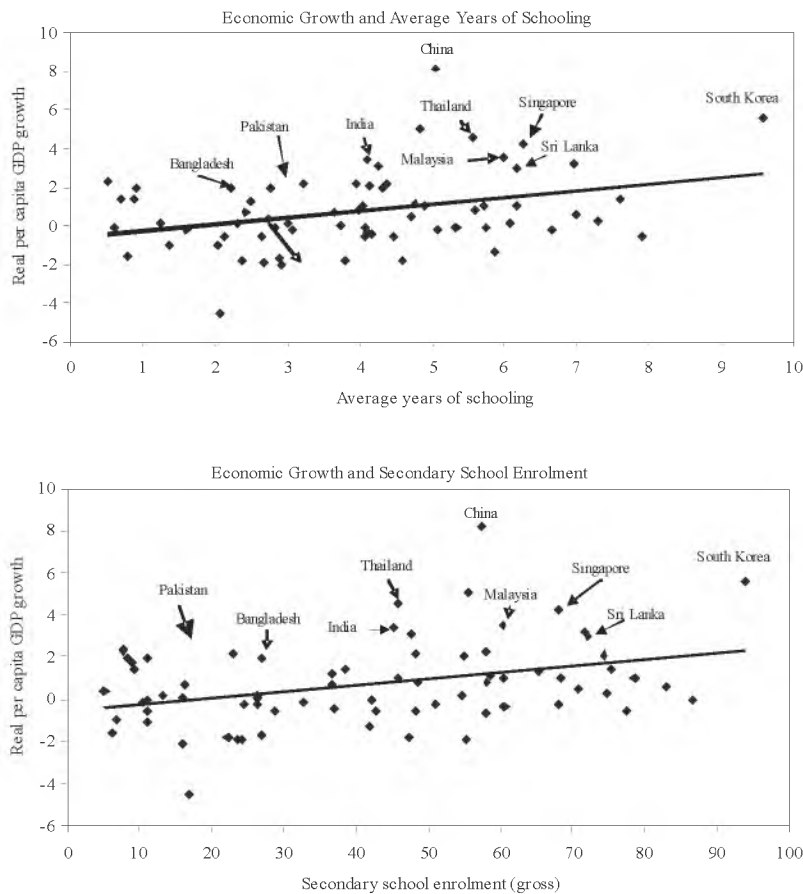 Economic Growth and Average Years of Schooling
10
8
6
4
2
0
-2
-4
-6
Real per capita GDP growth
China
South Korea
Singapore
Thailand
India
Pakistan
Malaysia
Sri Lanka
Bangladesh
0 1 2 3 4 5 6 7 8 9 10
Average years of schooling
Economic Growth and Secondary School Enrolment
10
8
6
4
2
0
-2
-4
-6
Real per capita GDP growth
China
South Korea
Thailand
Singapore
Pakistan
Malaysia
Bangladesh
India
Sri Lanka
0 10 20 30 40 50 60 70 80 90 100
Secondary school enrolment (gross)